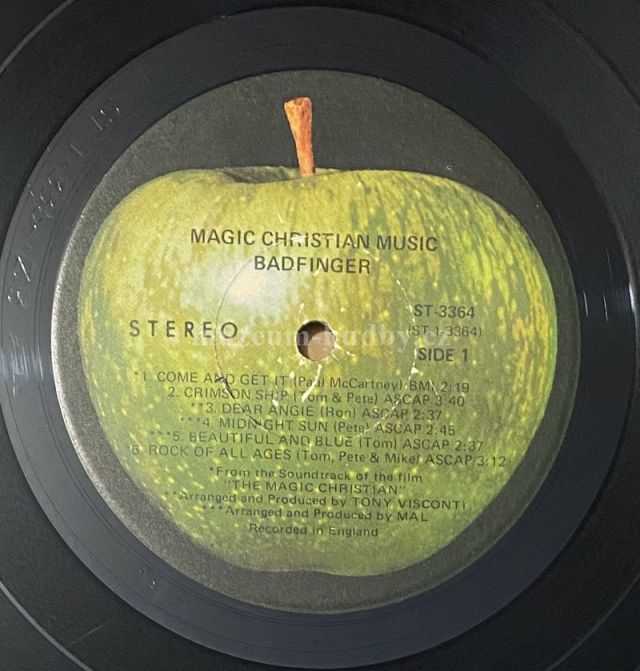 MAGIC CHRISTIAN MUSIC
BADFINGER
STEREO
ST-3364
(ST 1-3364)
SIDE 1
*1. COME AND GET IT (Paul McCartney) BMI 2:19
2. CRIMSON SHIP (Tom & Pete) ASCAP 3:40
**3. DEAR ANGIE (Ron) ASCAP 2:37
***4. MIDNIGHT SUN (Pete) ASCAP 2:45
***5. BEAUTIFUL AND BLUE (Tom) ASCAP 2:37
6. ROCK OF ALL AGES (Tom, Pete & Mike) ASCAP 3:12
*From the Soundtrack of the film
"THE MAGIC CHRISTIAN"
**Arranged and Produced by TONY VISCONTI
***Arranged and Produced by MAL
Recorded in England